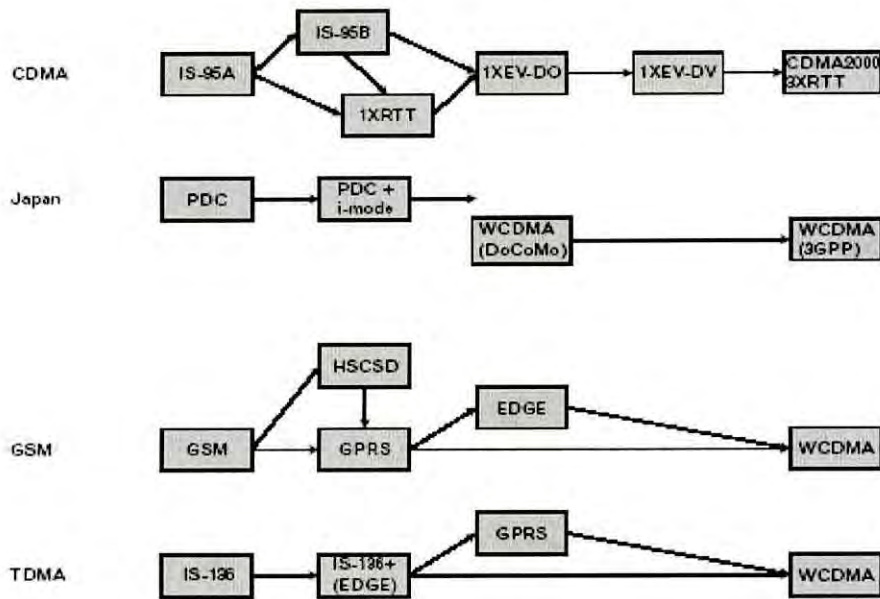 CDMA
IS-95A
IS-95B
1XRTT
1XEV-DO
1XEV-DV
CDMA2000
3XRTT
Japan
PDC
PDC +
i-mode
WCDMA
(DoCoMo)
WCDMA
(3GPP)
GSM
GSM
HSCSD
GPRS
EDGE
WCDMA
TDMA
IS-136
IS-136+
(EDGE)
GPRS
WCDMA